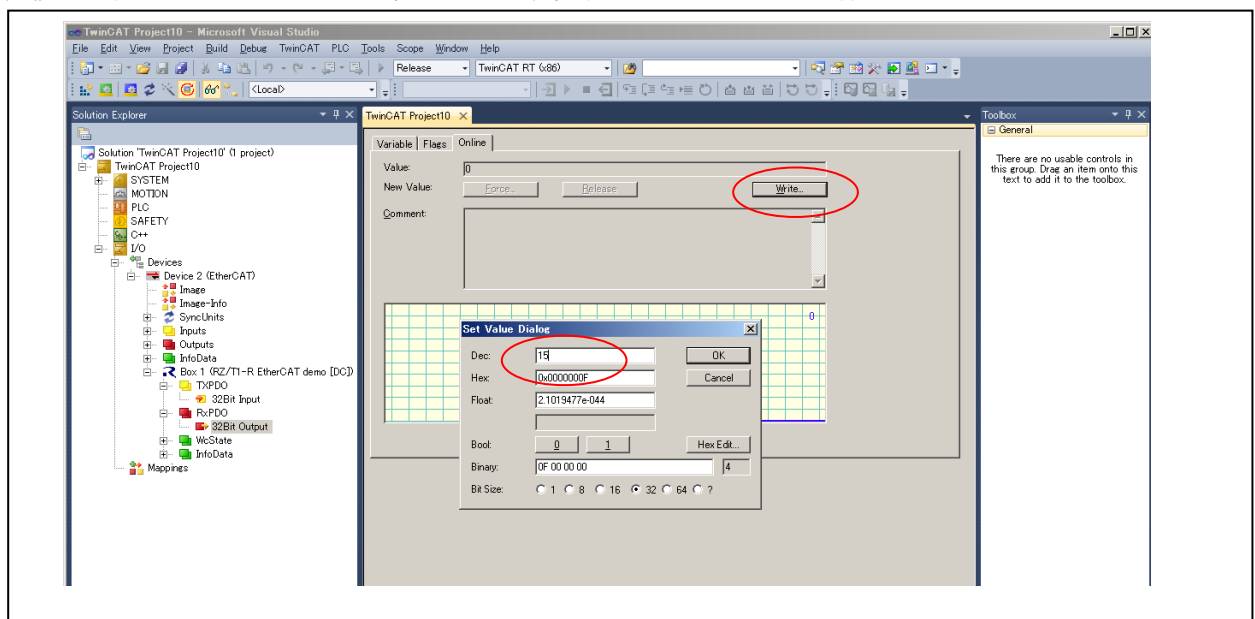 TwinCAT Project10 - Microsoft Visual Studio
File Edit View Project Build Debug TwinCAT PLC Tools Scope Window Help
Release TwinCAT RT (x86)
<Local>
Solution Explorer
Solution 'TwinCAT Project10' (1 project)
TwinCAT Project10
SYSTEM
MOTION
PLC
SAFETY
C++
I/O
Devices
Device 2 (EtherCAT)
Image
Image-Info
SyncUnits
Inputs
Outputs
InfoData
Box 1 (RZ/T1-R EtherCAT demo [DC])
TXPDO
32Bit Input
RxPDO
32Bit Output
WcState
InfoData
Mappings
TwinCAT Project10
Variable Flags Online
Value: 0
New Value: Force... Release Write...
Comment:
0
Set Value Dialog
Dec: 15 OK
Hex: 0x0000000F Cancel
Float: 2.1019477e-044
Bool: 0 1 Hex Edit...
Binary: 0F 00 00 00 4
Bit Size: 1 8 16 32 64 ?
Toolbox
General
There are no usable controls in
this group. Drag an item onto this
text to add it to the toolbox.